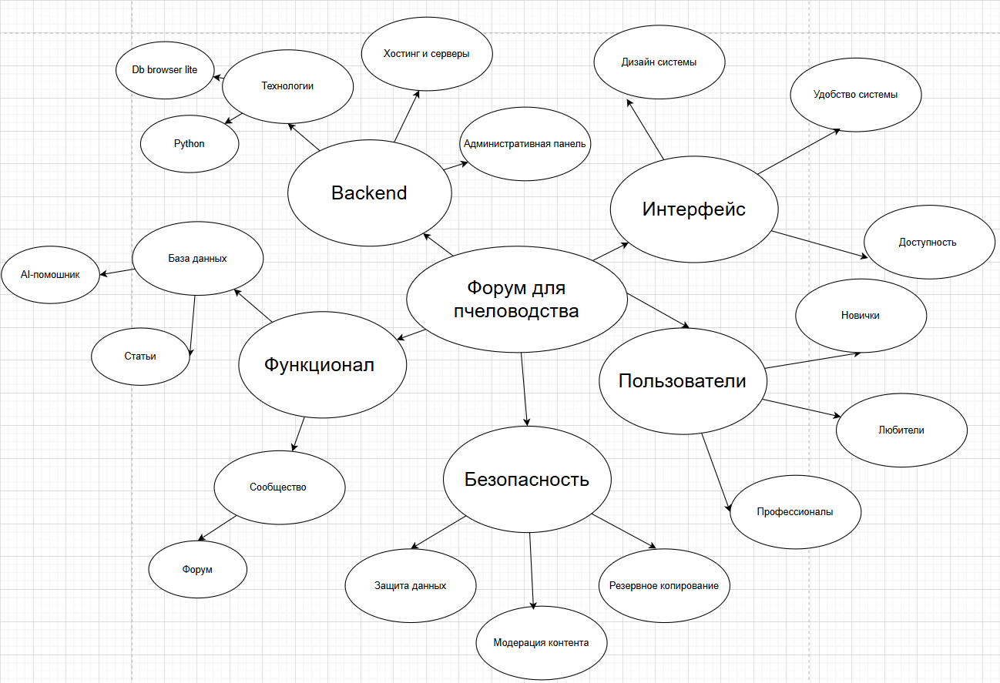 Хостинг и серверы
Дизайн системы
Db browser lite
Технологии
Удобство системы
Python
Административная панель
Backend
Интерфейс
Доступность
База данных
AI-помошник
Форум для
пчеловодства
Новички
Статьи
Функционал
Пользователи
Любители
Безопасность
Сообщество
Профессионалы
Форум
Защита данных
Резервное копирование
Модерация контента